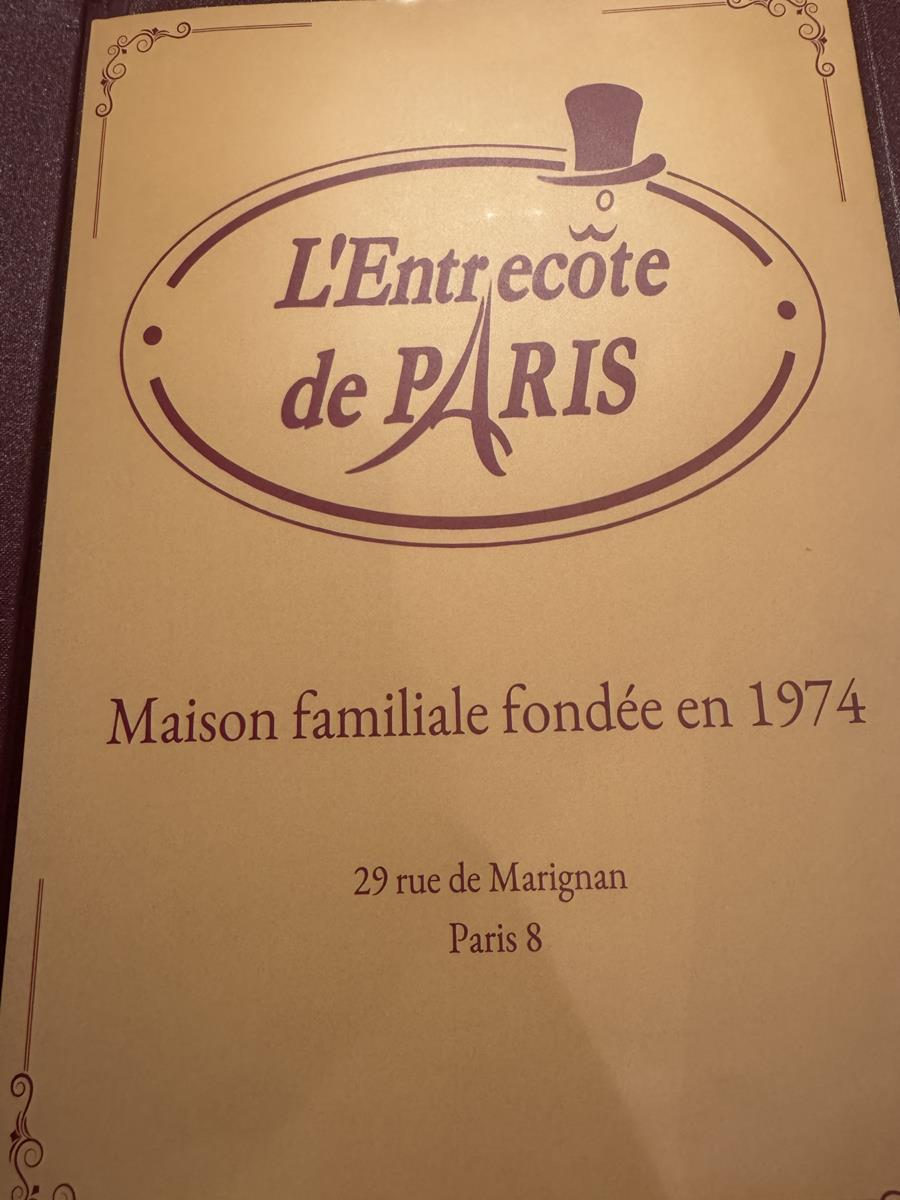 L'Entrecôte
de PARIS
Maison familiale fondée en 1974
29 rue de Marignan
Paris 8